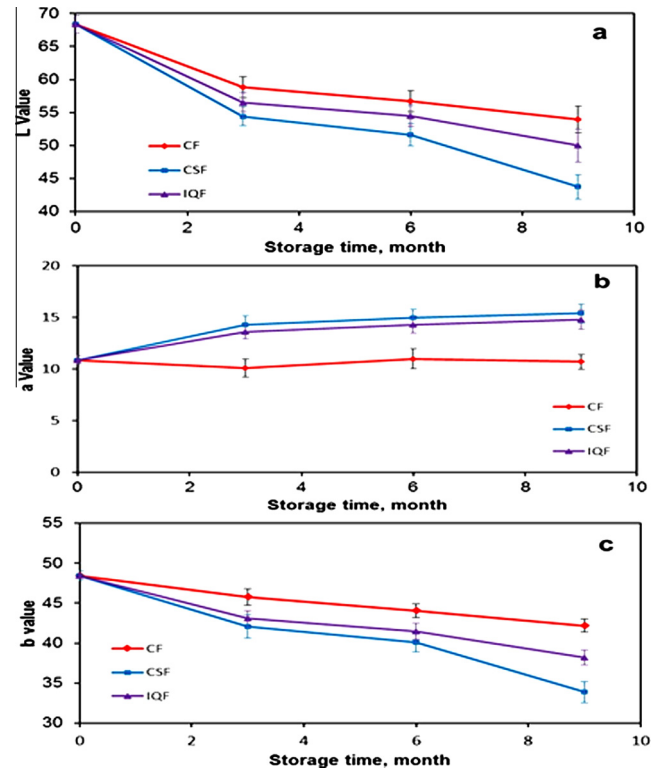 70
a
65
60
55
L Value
50
CF
CSF
45
IQF
40
0
2
4
6
8
10
Storage time, month
20
b
15
a Value
10
CF
5
CSF
IQF
0
0
2
4
6
8
10
Storage time, month
55
c
50
45
b value
40
CF
35
CSF
IQF
30
0
2
4
6
8
10
Storage time, month